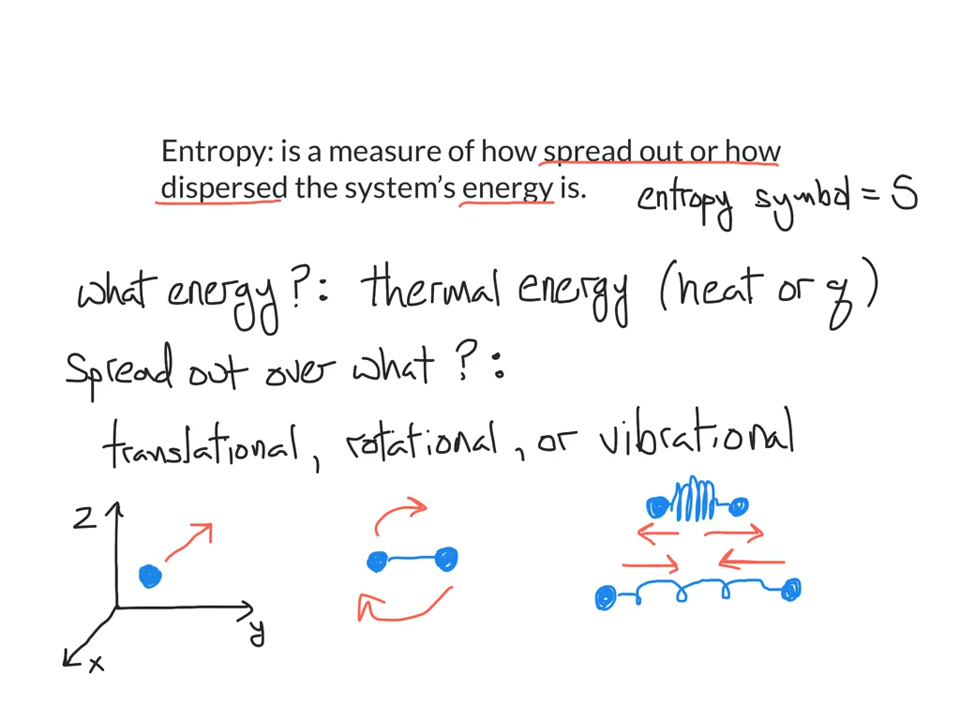 Entropy: is a measure of how spread out or how
dispersed the system's energy is.
entropy symbol = S
what energy?: thermal energy (heat or q)
Spread out over what?:
translational, rotational, or vibrational
Z
y
x